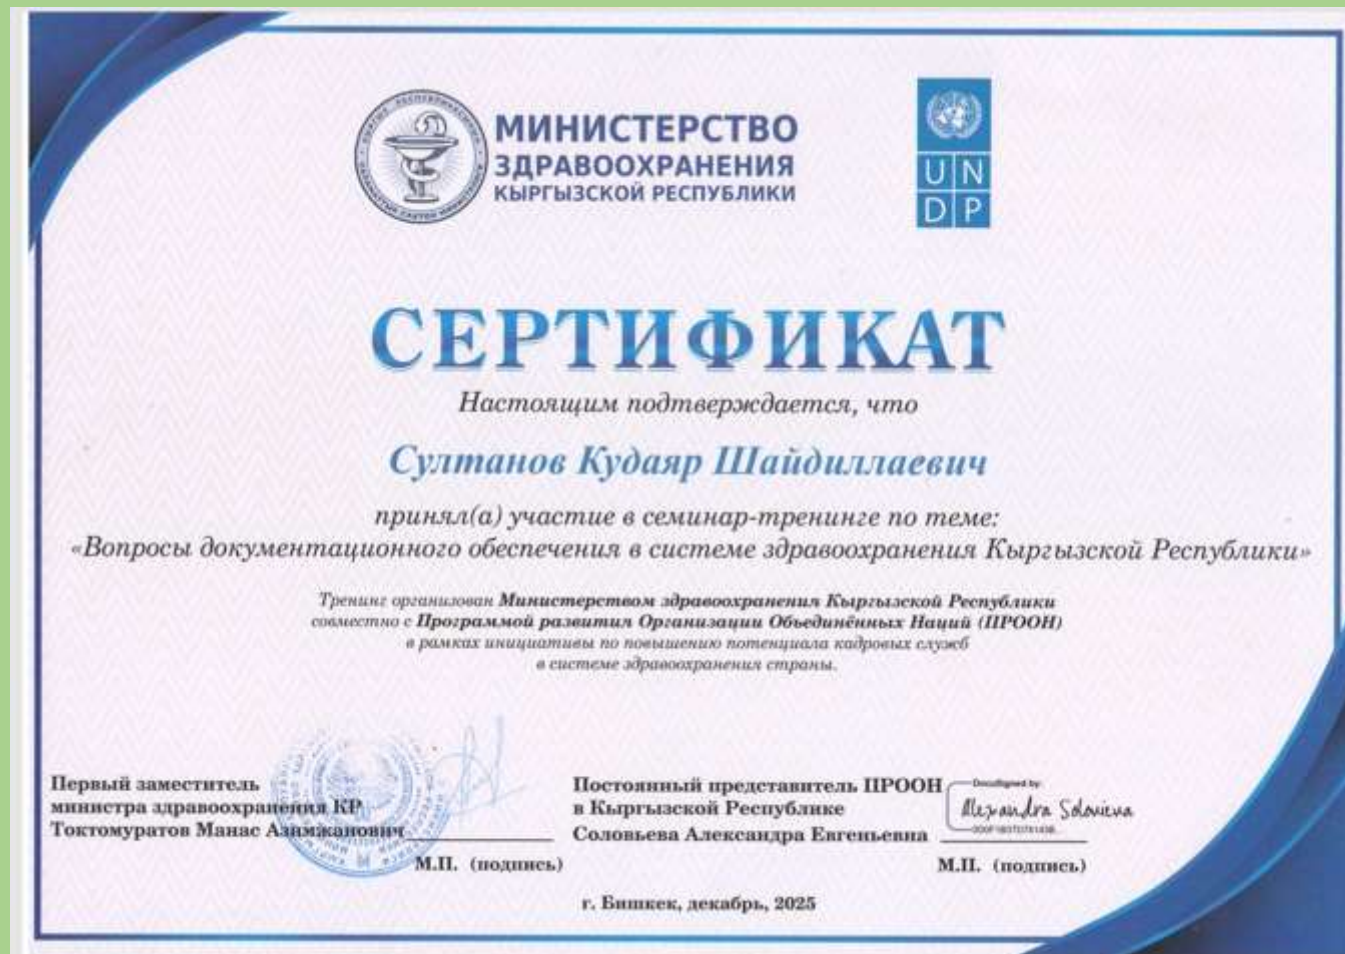 МИНИСТЕРСТВО
ЗДРАВООХРАНЕНИЯ
КЫРГЫЗСКОЙ РЕСПУБЛИКИ
UN
DP
СЕРТИФИКАТ
Настоящим подтверждается, что
Султанов Кудаяр Шайдиллаевич
принял(а) участие в семинар-тренинге по теме:
«Вопросы документационного обеспечения в системе здравоохранения Кыргызской Республики»
Тренинг организован Министерством здравоохранения Кыргызской Республики
совместно с Программой развития Организации Объединённых Наций (ПРООН)
в рамках инициативы по повышению потенциала кадровых служб
в системе здравоохранения страны.
Первый заместитель
министра здравоохранения КР
Токтомуратов Манас Азимжанович
М.П. (подпись)
Постоянный представитель ПРООН
в Кыргызской Республике
Соловьева Александра Евгеньевна
DocuSigned by:
Alexandra Solovieva
М.П. (подпись)
г. Бишкек, декабрь, 2025